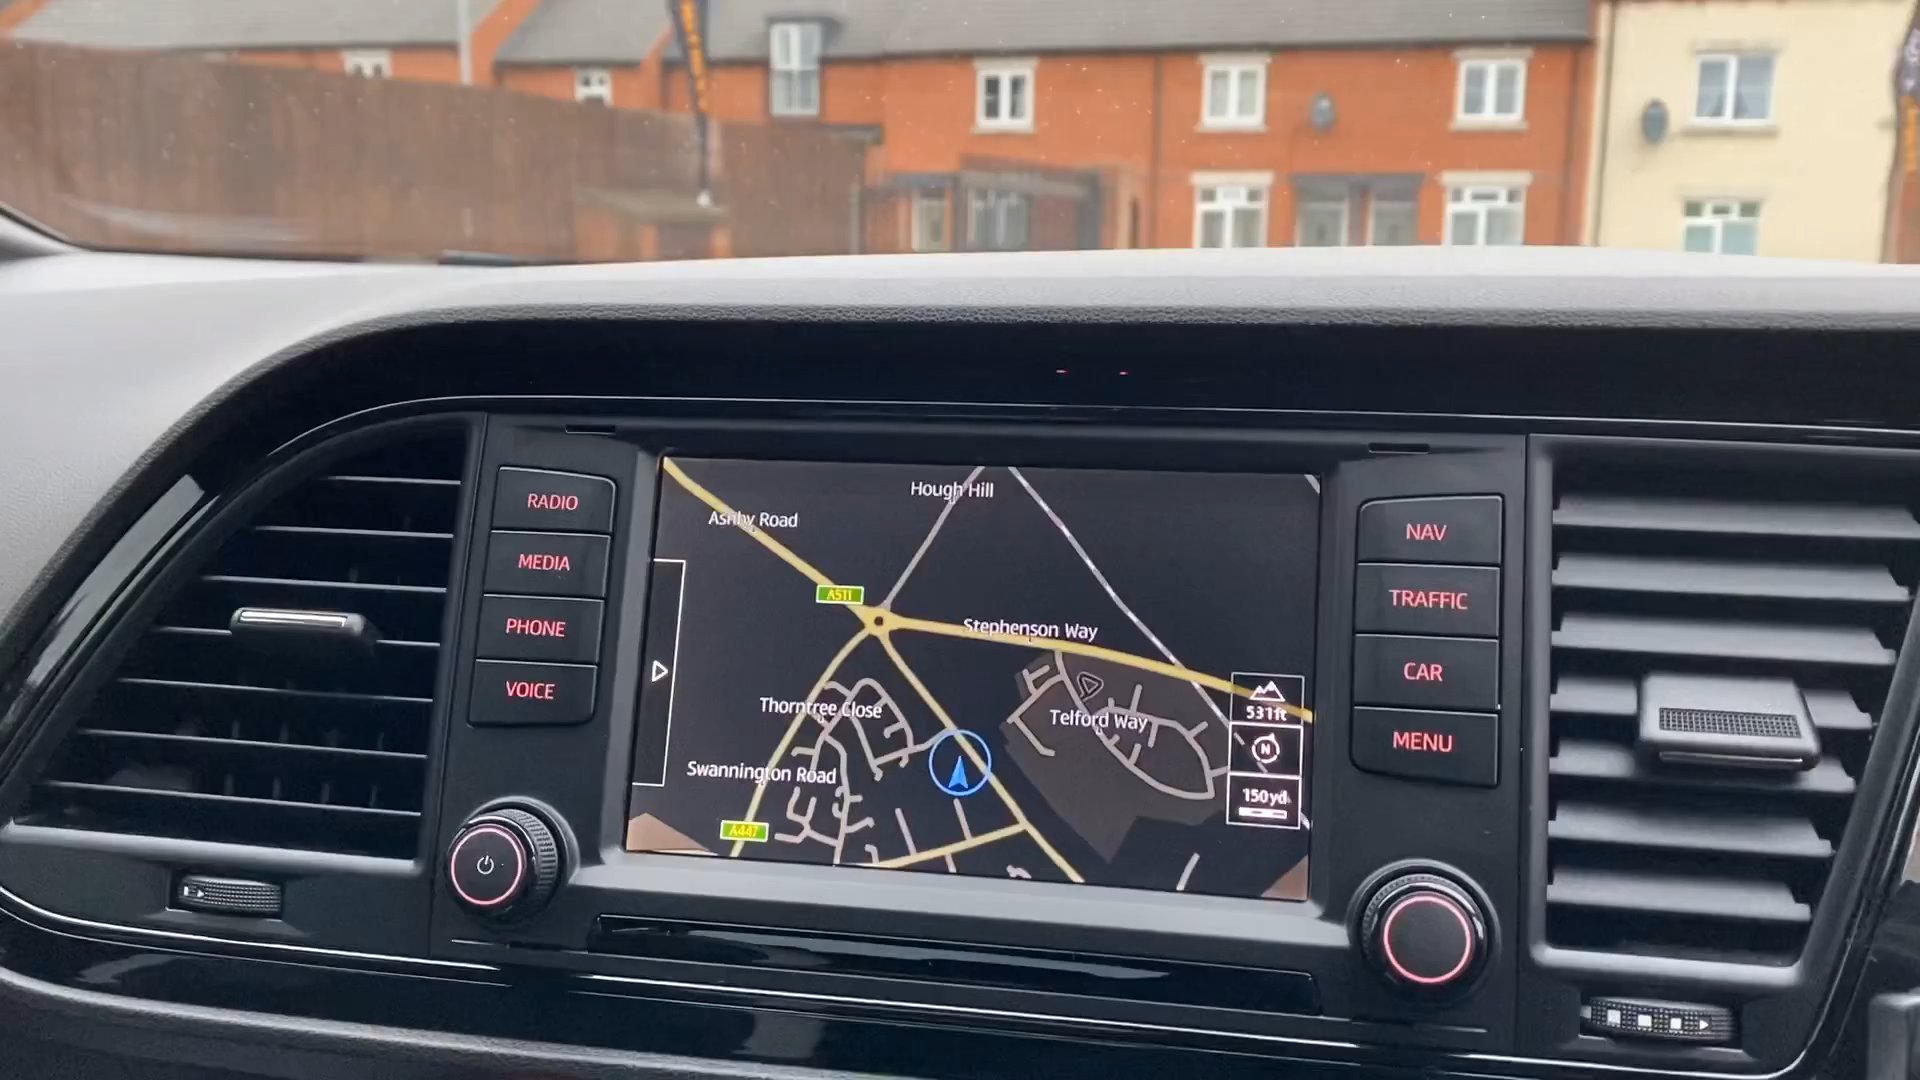 RADIO
MEDIA
PHONE
VOICE
Hough Hill
Ashby Road
A511
Stephenson Way
Thorntree Close
Telford Way
Swannington Road
A447
531ft
N
150yd
NAV
TRAFFIC
CAR
MENU